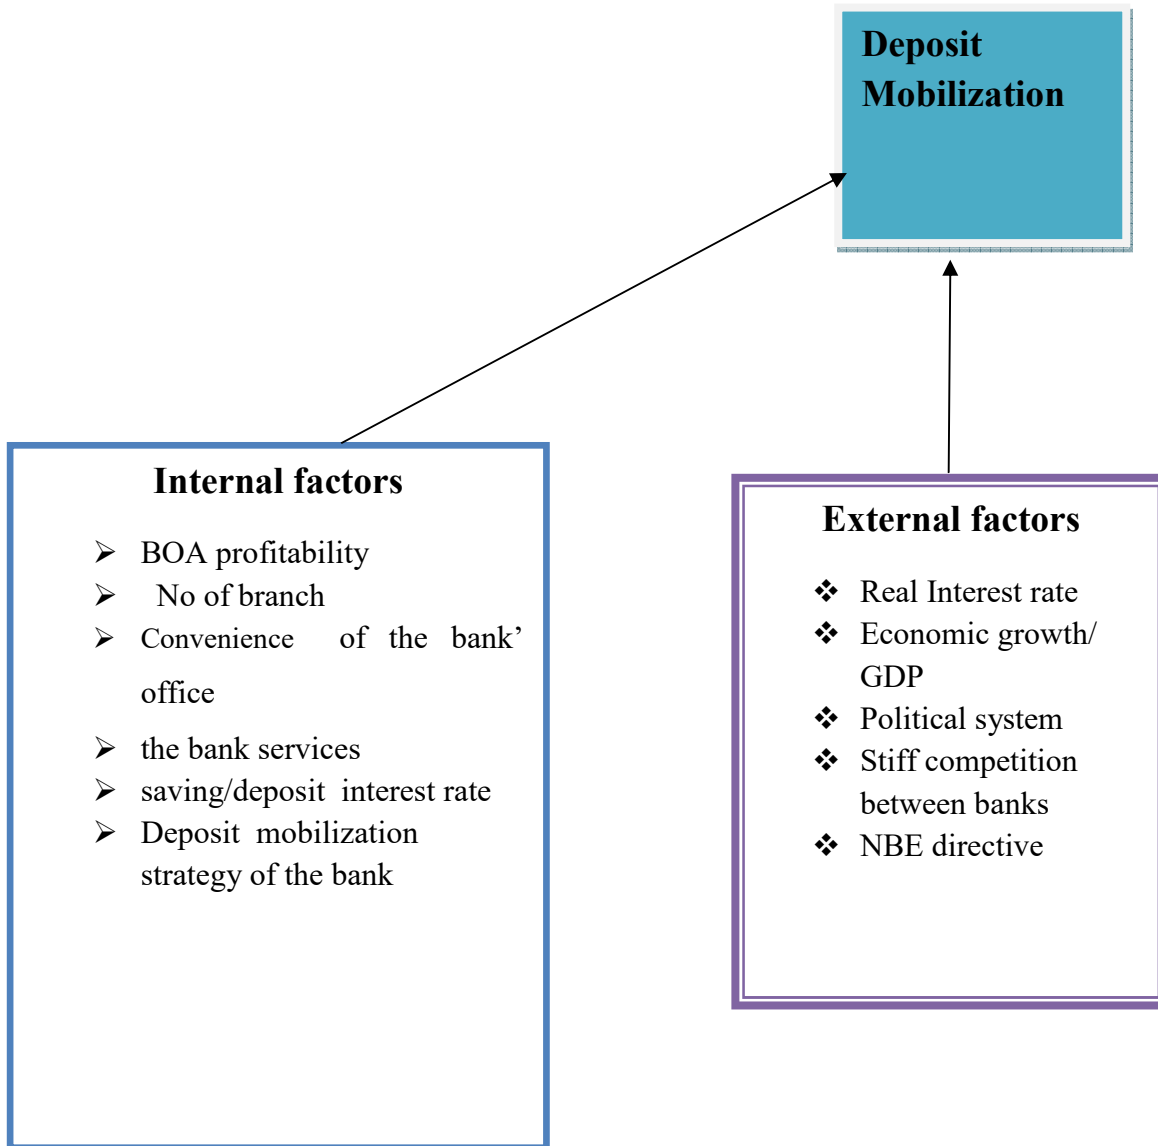 Deposit
Mobilization
Internal factors
➢ BOA profitability
➢ No of branch
➢ Convenience of the bank’
office
➢ the bank services
➢ saving/deposit interest rate
➢ Deposit mobilization
strategy of the bank
External factors
❖ Real Interest rate
❖ Economic growth/
GDP
❖ Political system
❖ Stiff competition
between banks
❖ NBE directive